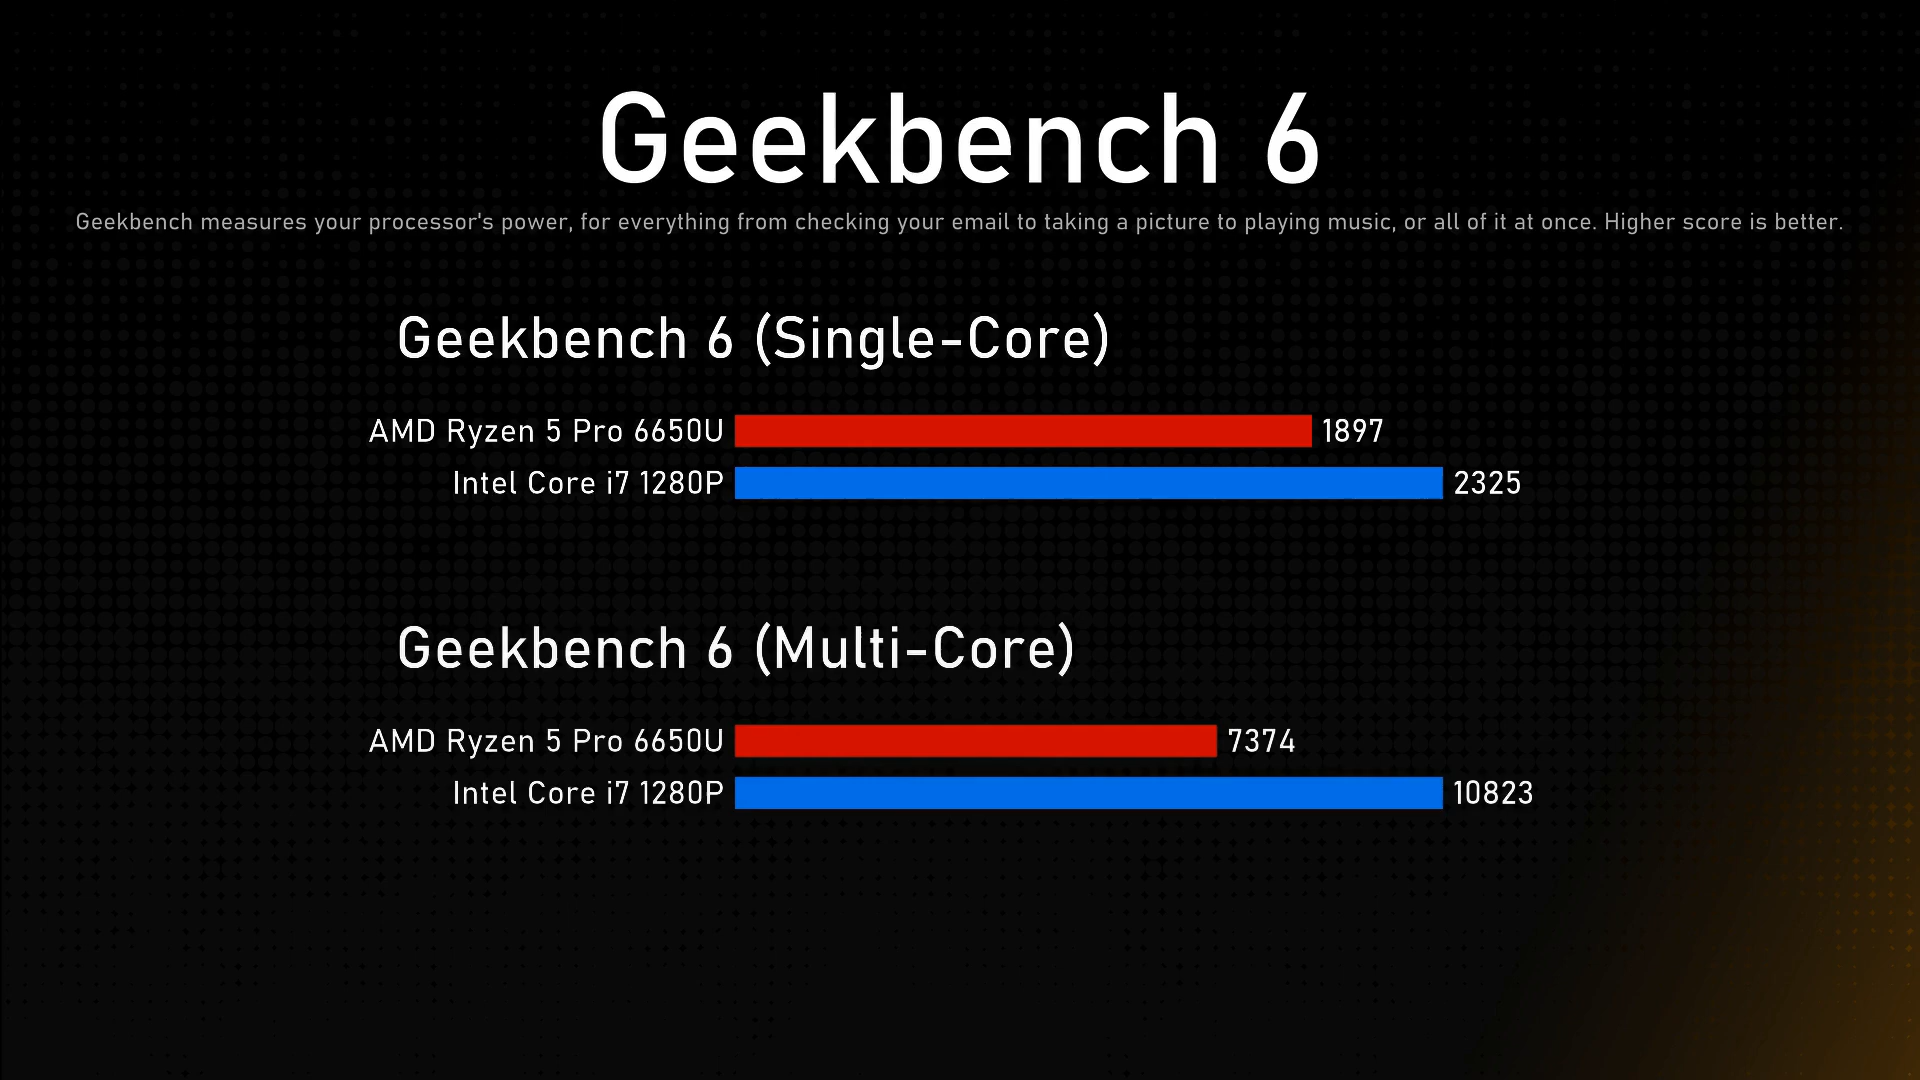 Geekbench 6
Geekbench measures your processor's power, for everything from checking your email to taking a picture to playing music, or all of it at once. Higher score is better.
Geekbench 6 (Single-Core)
AMD Ryzen 5 Pro 6650U 1897
Intel Core i7 1280P 2325
Geekbench 6 (Multi-Core)
AMD Ryzen 5 Pro 6650U 7374
Intel Core i7 1280P 10823